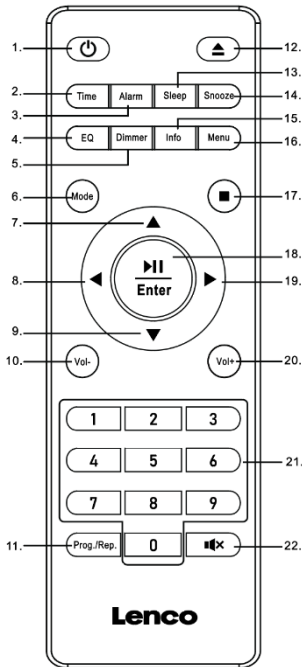 1. 12.
13.
2. Time Alarm Sleep Snooze 14.
3. 15.
4. EQ Dimmer Info Menu 16.
5.
6. Mode 17.
7.
18.
8. Enter 19.
9.
10. Vol- Vol+ 20.
1 2 3
4 5 6 21.
7 8 9
11. Prog./Rep. 0 22.
Lenco